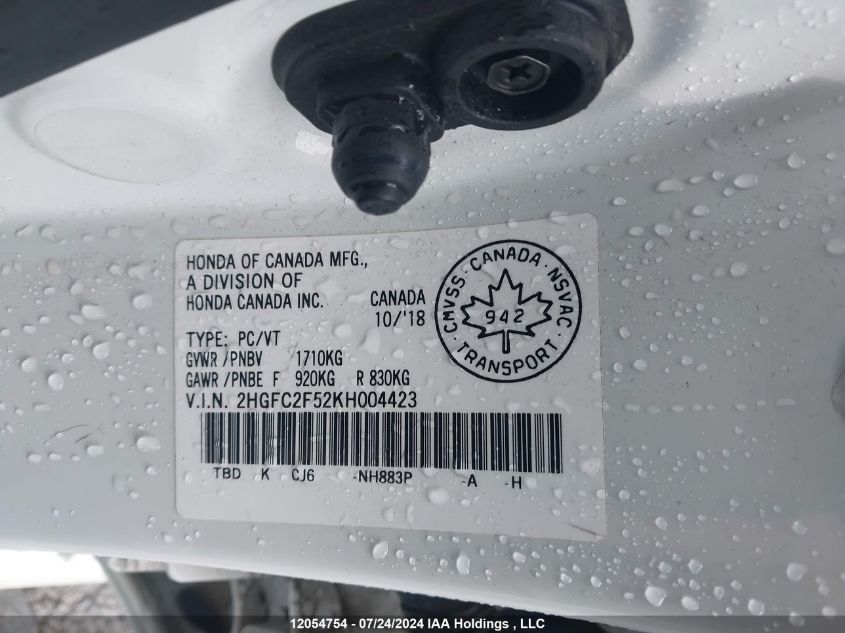 HONDA OF CANADA MFG.,
A DIVISION OF
HONDA CANADA INC.
CANADA
10/'18
CMVSS · CANADA · NSVAC · TRANSPORT ·
942
TYPE: PC/VT
GVWR /PNBV 1710KG
GAWR /PNBE F 920KG R 830KG
V.I.N. 2HGFC2F52KH004423
TBD K CJ6 -NH883P -A -H
12054754 - 07/24/2024 IAA Holdings , LLC